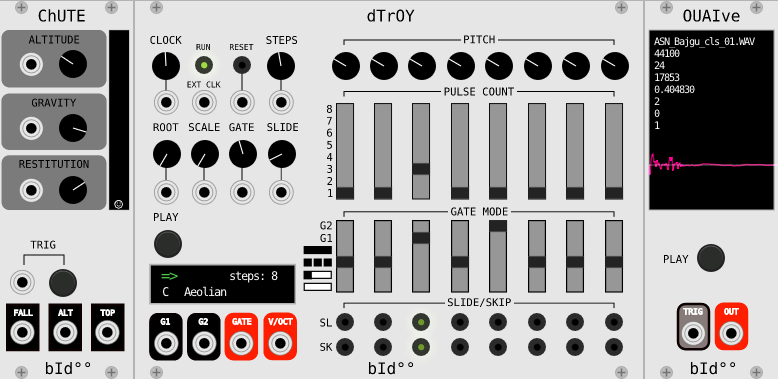 ChUTE
ALTITUDE
GRAVITY
RESTITUTION
TRIG
FALL ALT TOP
bId°°
dTrOY
CLOCK RUN RESET STEPS
EXT CLK
ROOT SCALE GATE SLIDE
PLAY
=> steps: 8
C Aeolian
G1 G2 GATE V/OCT
PITCH
PULSE COUNT
8
7
6
5
4
3
2
1
GATE MODE
G2
G1
SLIDE/SKIP
SL
SK
bId°°
OUAIve
ASN_Bajgu_cls_01.WAV
44100
24
17853
0.404830
2
0
1
PLAY
TRIG OUT
bId°°